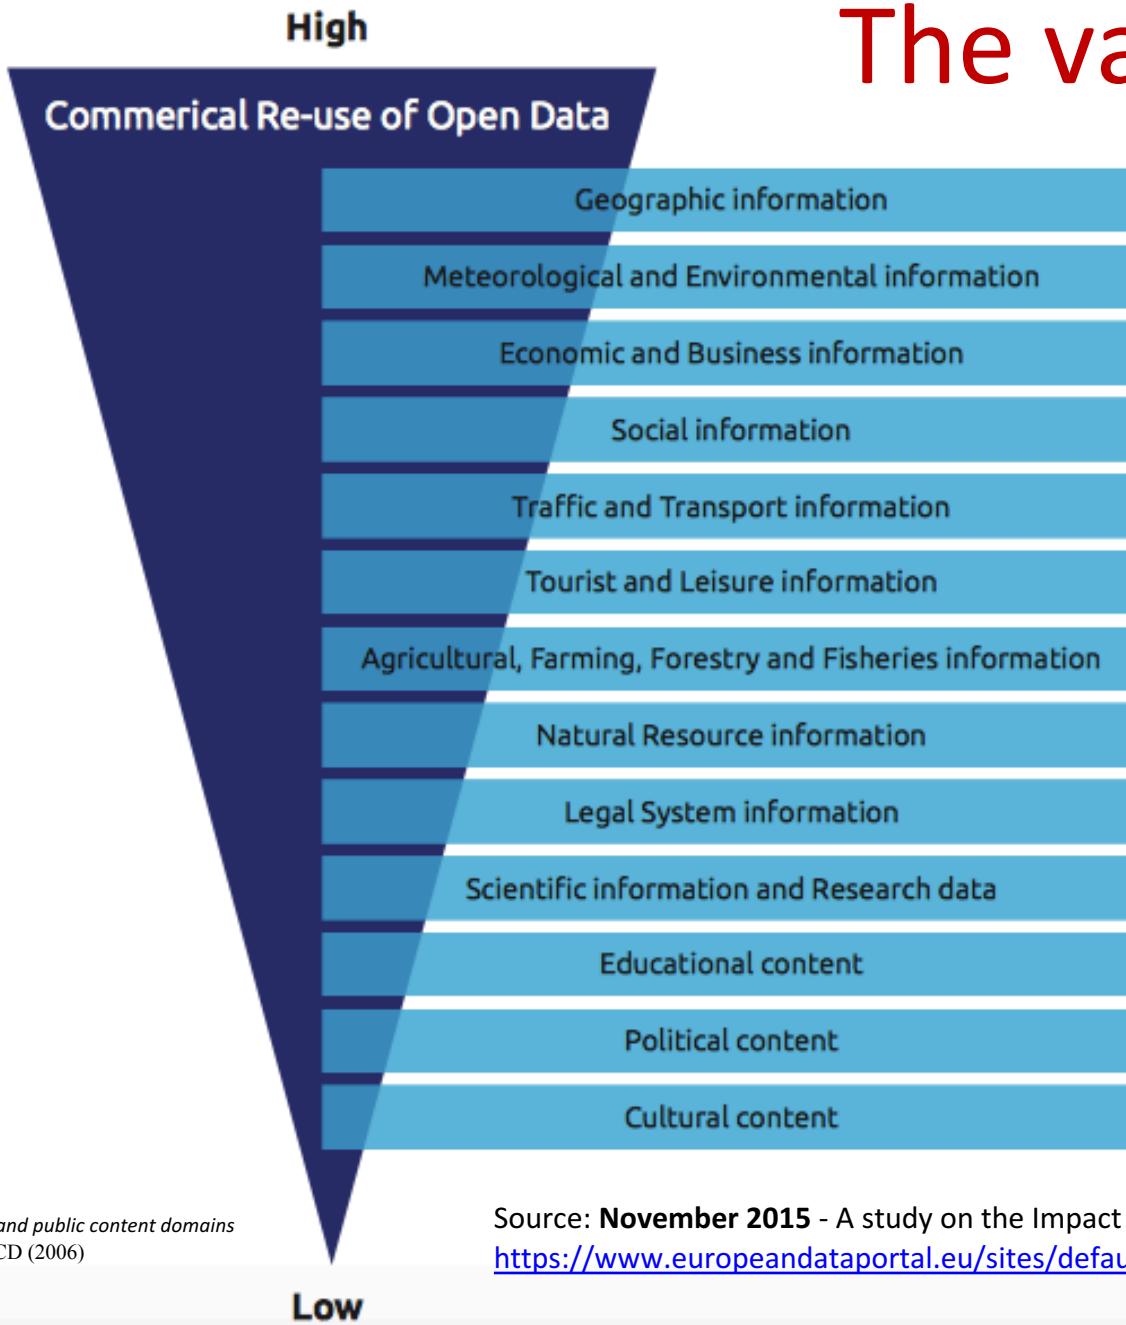 The va
High
Commerical Re-use of Open Data
Geographic information
Meteorological and Environmental information
Economic and Business information
Social information
Traffic and Transport information
Tourist and Leisure information
Agricultural, Farming, Forestry and Fisheries information
Natural Resource information
Legal System information
Scientific information and Research data
Educational content
Political content
Cultural content
and public content domains
CD (2006)
Source: November 2015 - A study on the Impact
https://www.europeandataportal.eu/sites/defau
Low